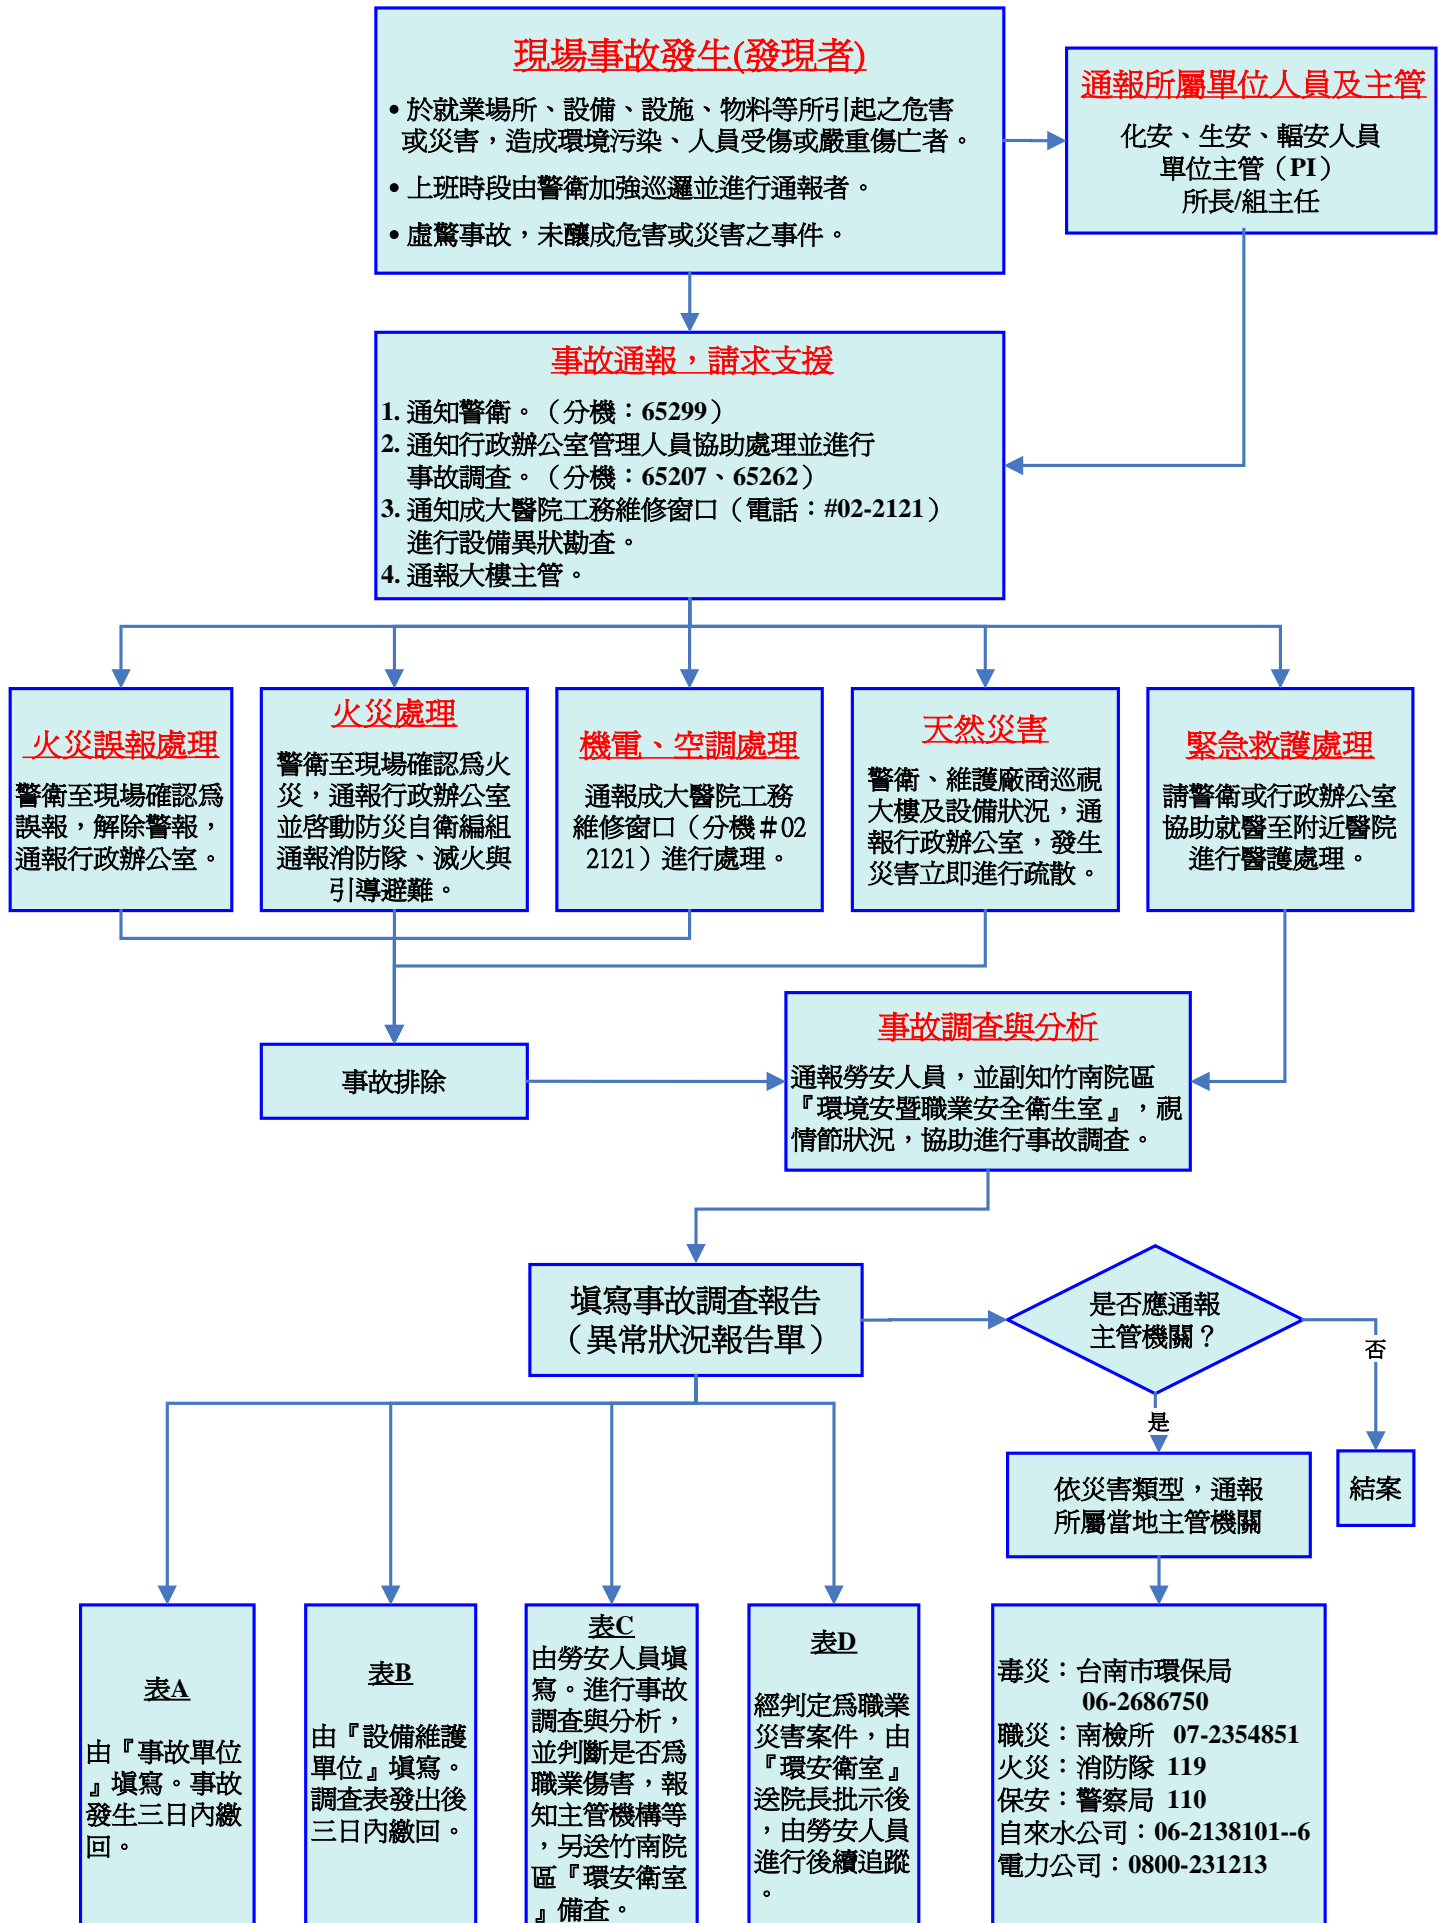 現場事故發生(發現者)
• 於就業場所、設備、設施、物料等所引起之危害
或災害，造成環境污染、人員受傷或嚴重傷亡者。
• 上班時段由警衛加強巡邏並進行通報者。
• 虛驚事故，未釀成危害或災害之事件。
通報所屬單位人員及主管
化安、生安、輻安人員
單位主管（PI）
所長/組主任
事故通報，請求支援
1. 通知警衛。（分機：65299）
2. 通知行政辦公室管理人員協助處理並進行
事故調查。（分機：65207、65262）
3. 通知成大醫院工務維修窗口（電話：#02-2121）
進行設備異狀勘查。
4. 通報大樓主管。
火災誤報處理
警衛至現場確認為
誤報，解除警報，
通報行政辦公室。
火災處理
警衛至現場確認為火
災，通報行政辦公室
並啓動防災自衛編組
通報消防隊、滅火與
引導避難。
機電、空調處理
通報成大醫院工務
維修窗口（分機＃02
2121）進行處理。
天然災害
警衛、維護廠商巡視
大樓及設備狀況，通
報行政辦公室，發生
災害立即進行疏散。
緊急救護處理
請警衛或行政辦公室
協助就醫至附近醫院
進行醫護處理。
事故排除
事故調查與分析
通報勞安人員，並副知竹南院區
『環境安暨職業安全衛生室』，視
情節狀況，協助進行事故調查。
填寫事故調查報告
（異常狀況報告單）
是否應通報
主管機關？
否
是
依災害類型，通報
所屬當地主管機關
結案
表A
由『事故單位
』填寫。事故
發生三日內繳
回。
表B
由『設備維護
單位』填寫。
調查表發出後
三日內繳回。
表C
由勞安人員填
寫。進行事故
調查與分析，
並判斷是否為
職業傷害，報
知主管機構等
，另送竹南院
區『環安衛室
』備查。
表D
經判定為職業
災害案件，由
『環安衛室』
送院長批示後
，由勞安人員
進行後續追蹤
。
毒災：台南市環保局
06-2686750
職災：南檢所 07-2354851
火災：消防隊 119
保安：警察局 110
自來水公司：06-2138101--6
電力公司：0800-231213